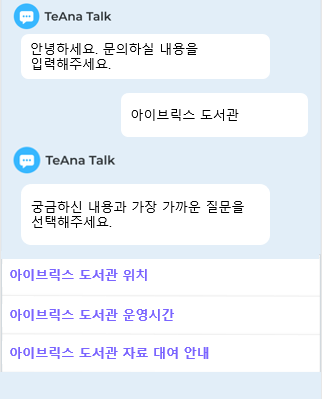 TeAna Talk
안녕하세요. 문의하실 내용을
입력해주세요.
아이브릭스 도서관
TeAna Talk
궁금하신 내용과 가장 가까운 질문을
선택해주세요.
아이브릭스 도서관 위치
아이브릭스 도서관 운영시간
아이브릭스 도서관 자료 대여 안내